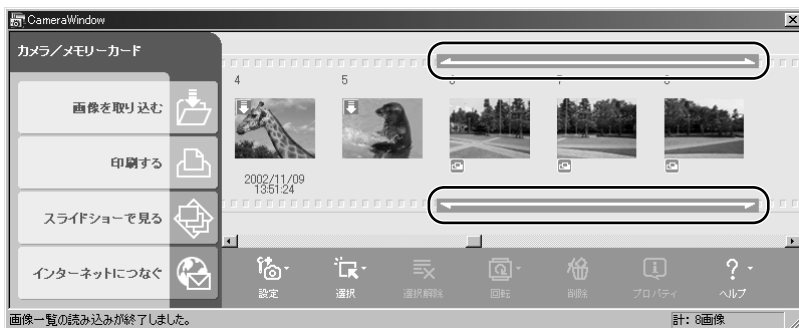 CameraWindow
カメラ／メモリーカード
画像を取り込む
印刷する
スライドショーで見る
インターネットにつなぐ
4
5
2002/11/09
13:51:24
設定
選択
選択解除
回転
削除
プロパティ
ヘルプ
画像一覧の読み込みが終了しました。
計: 8画像